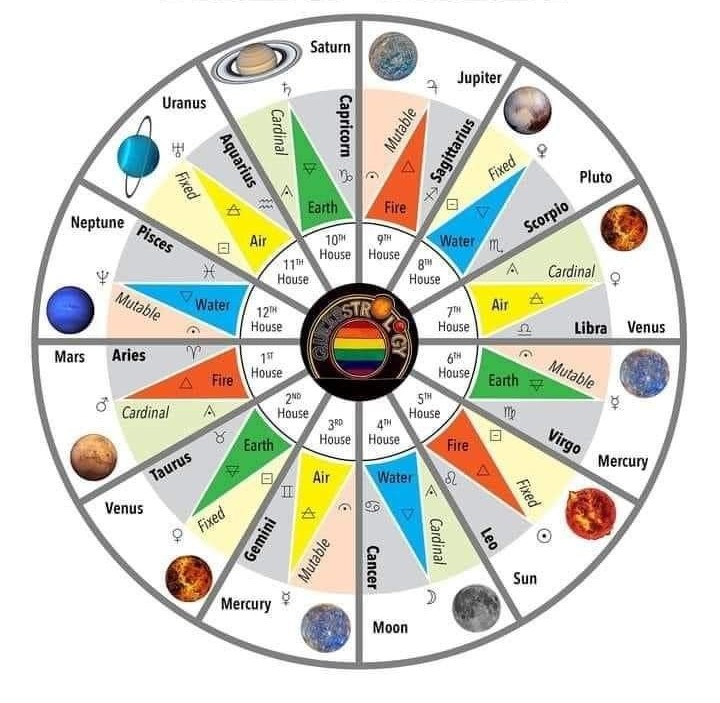 Saturn
♄
Cardinal
Capricorn
♑
Earth
10TH
House
Jupiter
♃
Mutable
Sagittarius
♐
Fire
9TH
House
Pluto
♀
Fixed
Scorpio
♏
Water
8TH
House
Venus
♀
Cardinal
Libra
♎
Air
7TH
House
Mercury
☿
Mutable
Virgo
♍
Earth
6TH
House
Sun
☉
Fixed
Leo
♌
Fire
5TH
House
Moon
☽
Cardinal
Cancer
♋
Water
4TH
House
Mercury
☿
Mutable
Gemini
♊
Air
3RD
House
Venus
♀
Fixed
Taurus
♉
Earth
2ND
House
Mars
♂
Cardinal
Aries
♈
Fire
1ST
House
Neptune
♆
Mutable
Pisces
♓
Water
12TH
House
Uranus
♅
Fixed
Aquarius
♒
Air
11TH
House